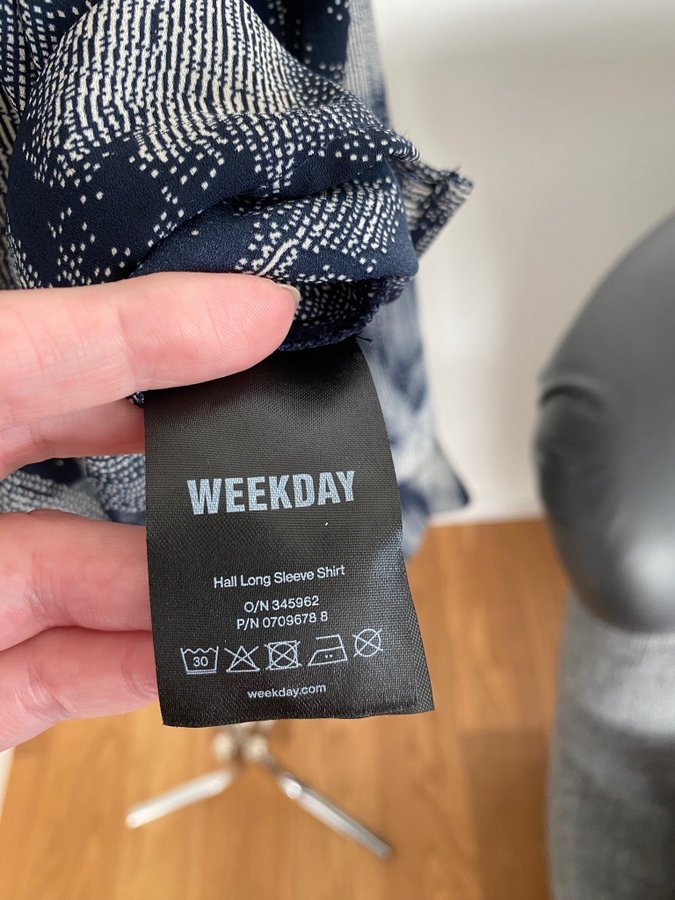 WEEKDAY
Hall Long Sleeve Shirt
O/N 345962
P/N 0709678 8
30
weekday.com